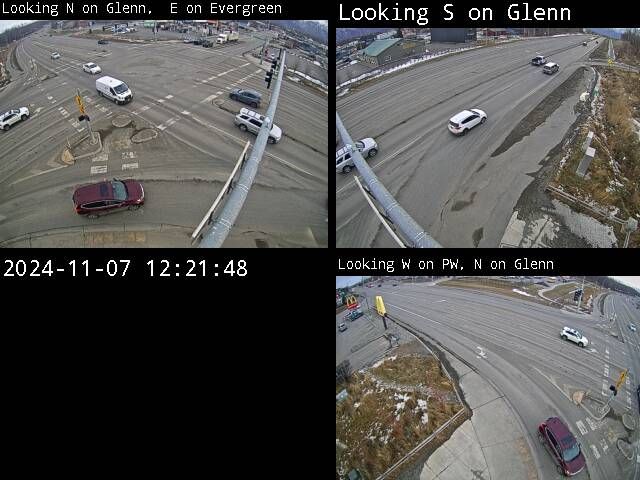 Looking N on Glenn,  E on Evergreen
Looking S on Glenn
2024-11-07 12:21:48
Looking W on PW, N on Glenn